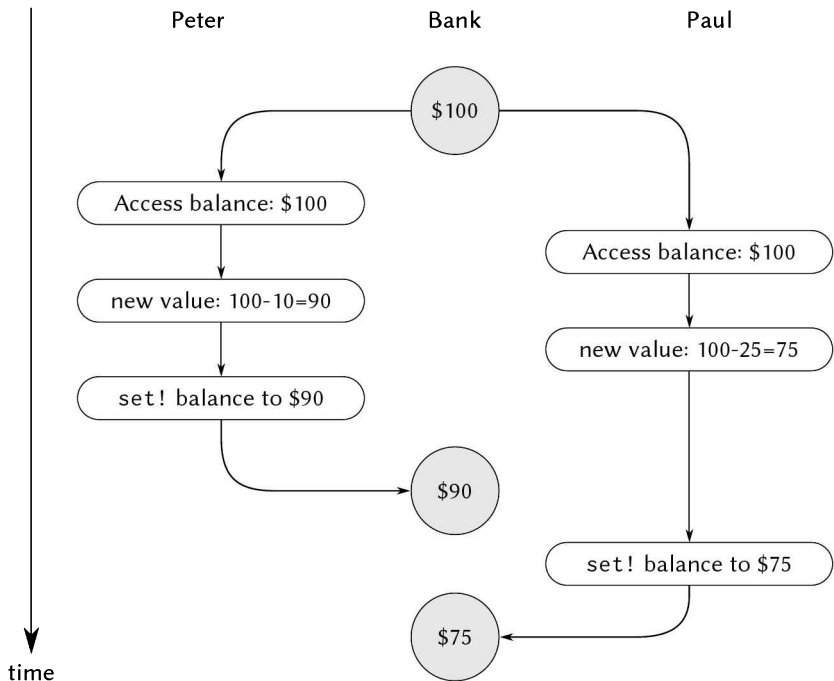 Peter
Bank
Paul
$100
Access balance: $100
Access balance: $100
new value: 100-10=90
new value: 100-25=75
set! balance to $90
$90
set! balance to $75
$75
time